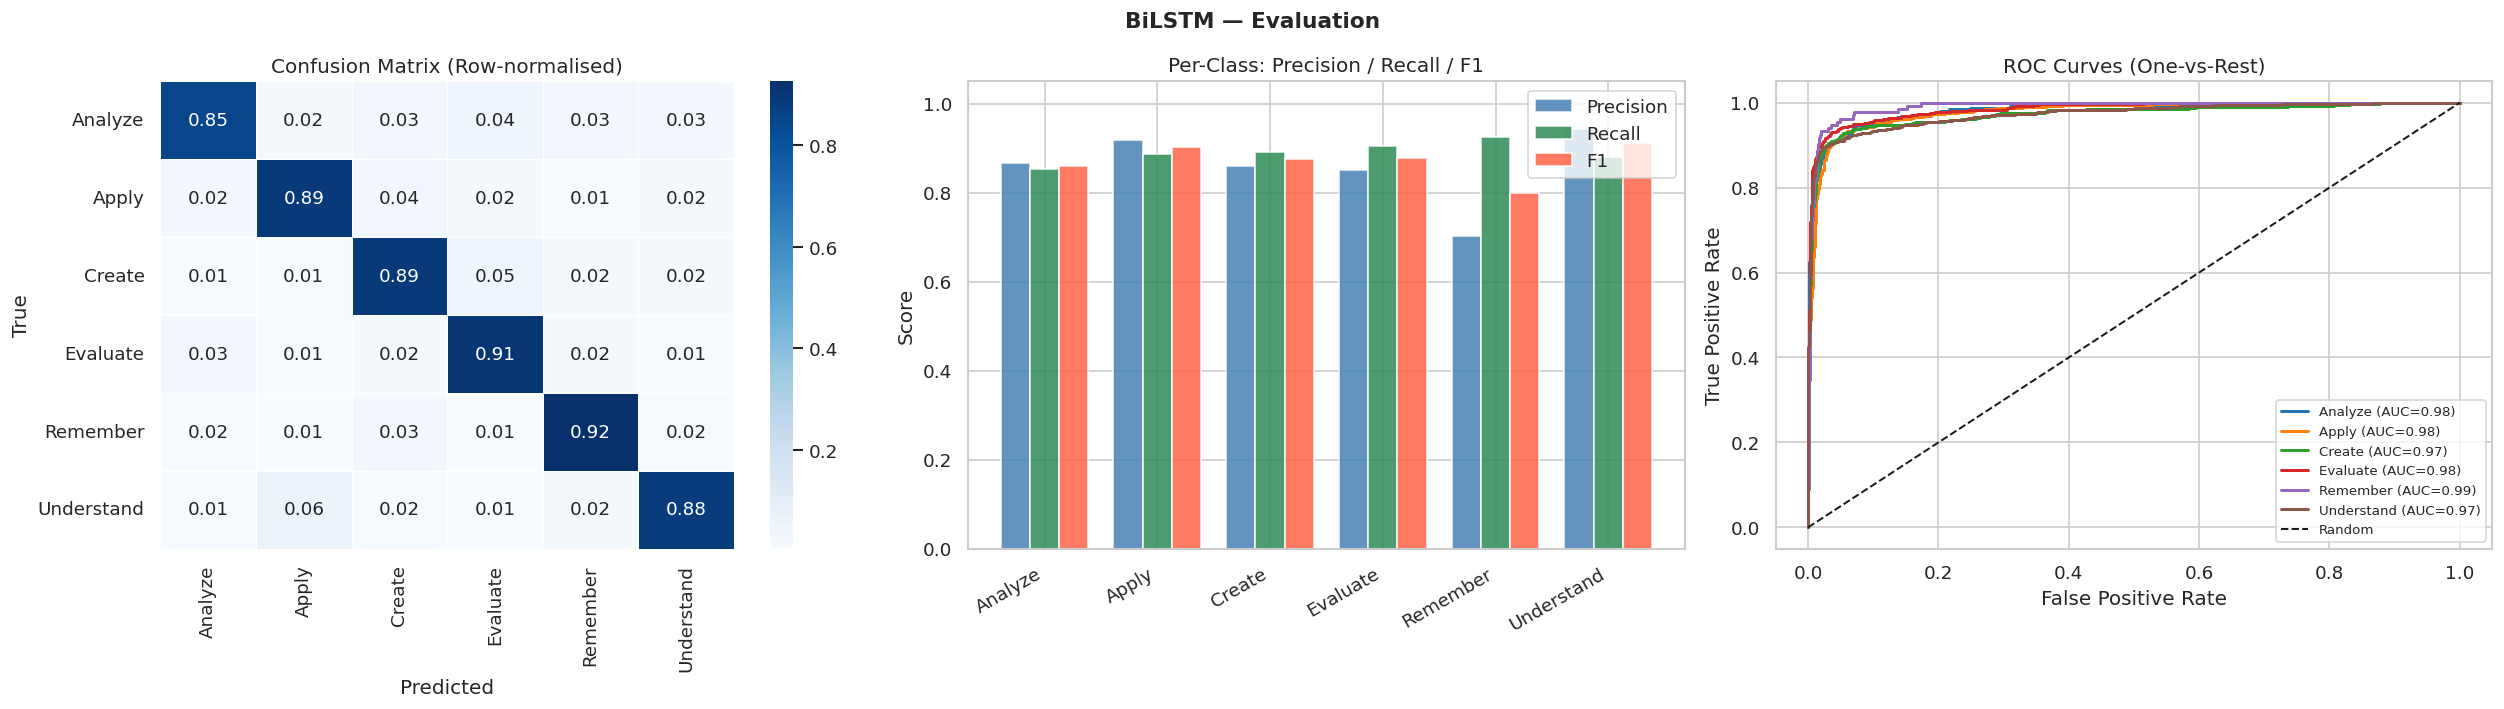 BiLSTM — Evaluation
Confusion Matrix (Row-normalised)
True
Analyze 0.85 0.02 0.03 0.04 0.03 0.03
Apply 0.02 0.89 0.04 0.02 0.01 0.02
Create 0.01 0.01 0.89 0.05 0.02 0.02
Evaluate 0.03 0.01 0.02 0.91 0.02 0.01
Remember 0.02 0.01 0.03 0.01 0.92 0.02
Understand 0.01 0.06 0.02 0.01 0.02 0.88
Analyze Apply Create Evaluate Remember Understand
Predicted
0.8
0.6
0.4
0.2
Per-Class: Precision / Recall / F1
Score
1.0
0.8
0.6
0.4
0.2
0.0
Precision
Recall
F1
Analyze Apply Create Evaluate Remember Understand
ROC Curves (One-vs-Rest)
True Positive Rate
1.0
0.8
0.6
0.4
0.2
0.0
Analyze (AUC=0.98)
Apply (AUC=0.98)
Create (AUC=0.97)
Evaluate (AUC=0.98)
Remember (AUC=0.99)
Understand (AUC=0.97)
Random
0.0 0.2 0.4 0.6 0.8 1.0
False Positive Rate